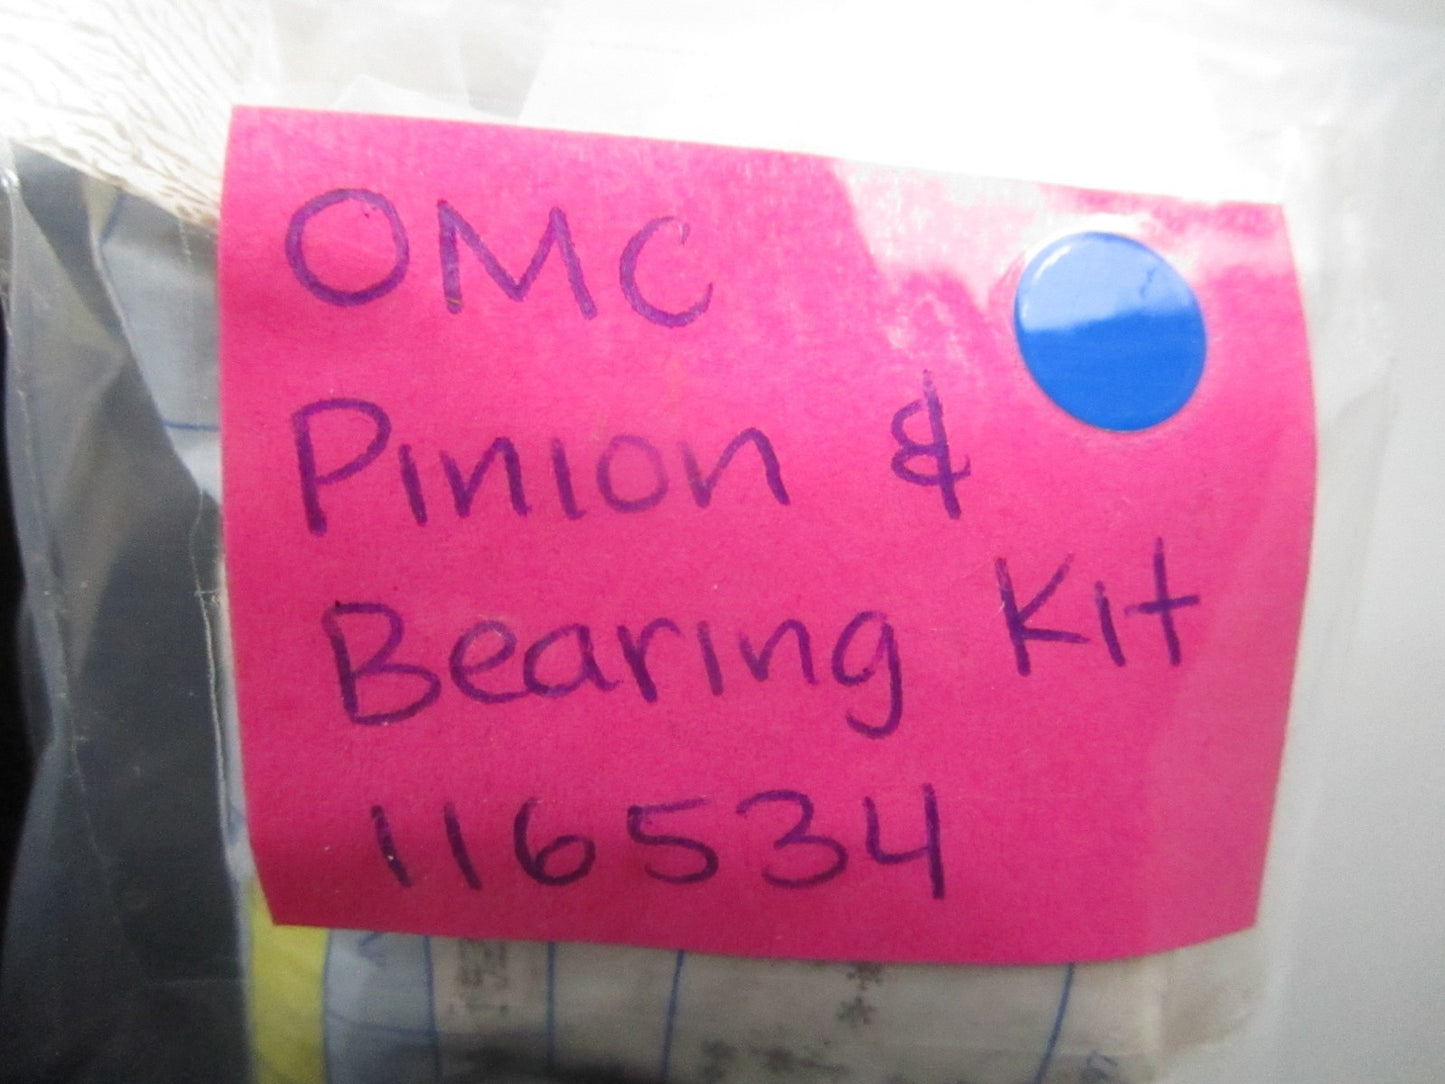 OMC
Pinion &
Bearing Kit
116534